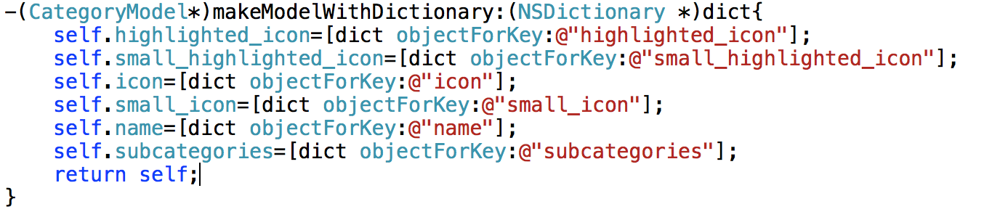 -(CategoryModel*)makeModelWithDictionary:(NSDictionary *)dict{
    self.highlighted_icon=[dict objectForKey:@"highlighted_icon"];
    self.small_highlighted_icon=[dict objectForKey:@"small_highlighted_icon"];
    self.icon=[dict objectForKey:@"icon"];
    self.small_icon=[dict objectForKey:@"small_icon"];
    self.name=[dict objectForKey:@"name"];
    self.subcategories=[dict objectForKey:@"subcategories"];
    return self;
}